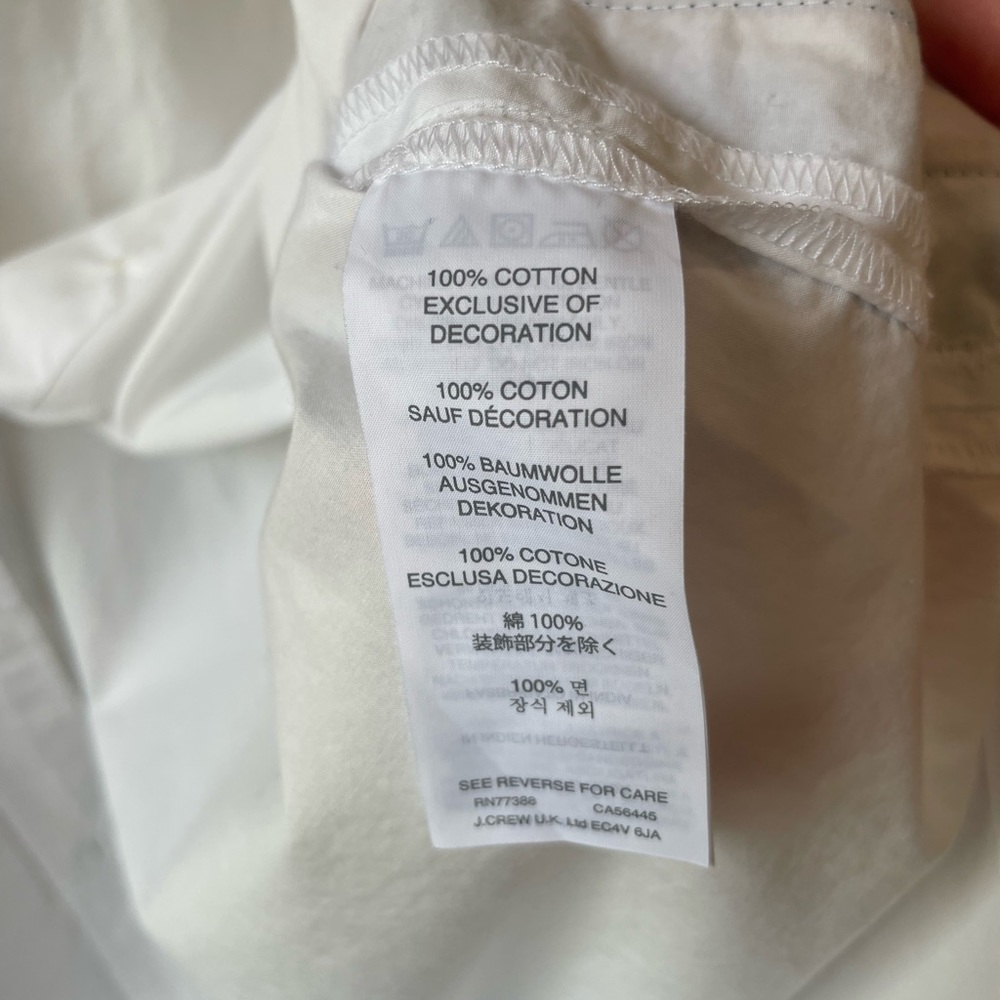 100% COTTON
EXCLUSIVE OF
DECORATION
100% COTON
SAUF DÉCORATION
100% BAUMWOLLE
AUSGENOMMEN
DEKORATION
100% COTONE
ESCLUSA DECORAZIONE
綿 100%
装飾部分を除く
100% 면
장식 제외
SEE REVERSE FOR CARE
RN77388 CA56445
J.CREW U.K. Ltd EC4V 6JA